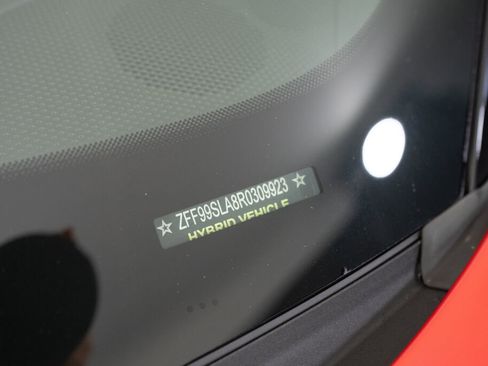 ☆ ZFF99SLA8R0309923 ☆
HYBRID VEHICLE